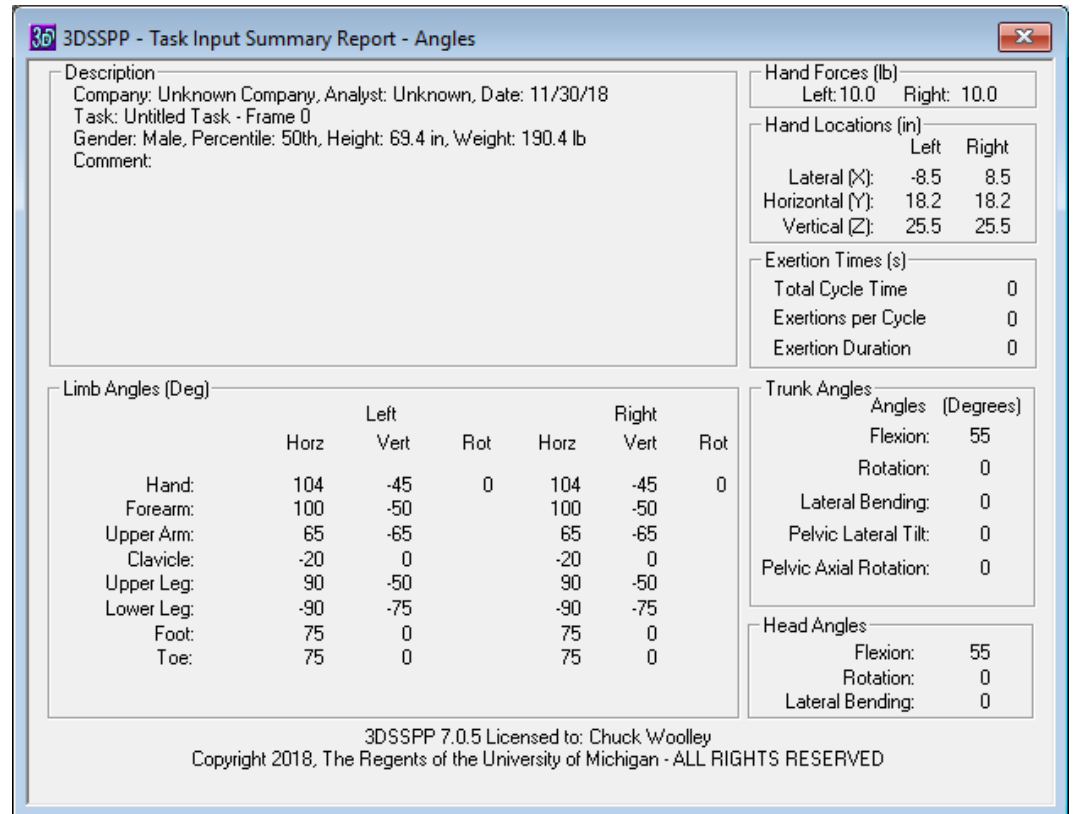 3D 3DSSPP - Task Input Summary Report - Angles
Description
Company: Unknown Company, Analyst: Unknown, Date: 11/30/18
Task: Untitled Task - Frame 0
Gender: Male, Percentile: 50th, Height: 69.4 in, Weight: 190.4 lb
Comment:
Hand Forces (lb)
Left: 10.0 Right: 10.0
Hand Locations (in)
Left Right
Lateral (X): -8.5 8.5
Horizontal (Y): 18.2 18.2
Vertical (Z): 25.5 25.5
Exertion Times (s)
Total Cycle Time 0
Exertions per Cycle 0
Exertion Duration 0
Limb Angles (Deg)
Left Right
Horz Vert Rot Horz Vert Rot
Hand: 104 -45 0 104 -45 0
Forearm: 100 -50 100 -50
Upper Arm: 65 -65 65 -65
Clavicle: -20 0 -20 0
Upper Leg: 90 -50 90 -50
Lower Leg: -90 -75 -90 -75
Foot: 75 0 75 0
Toe: 75 0 75 0
Trunk Angles
Angles (Degrees)
Flexion: 55
Rotation: 0
Lateral Bending: 0
Pelvic Lateral Tilt: 0
Pelvic Axial Rotation: 0
Head Angles
Flexion: 55
Rotation: 0
Lateral Bending: 0
3DSSPP 7.0.5 Licensed to: Chuck Woolley
Copyright 2018, The Regents of the University of Michigan - ALL RIGHTS RESERVED